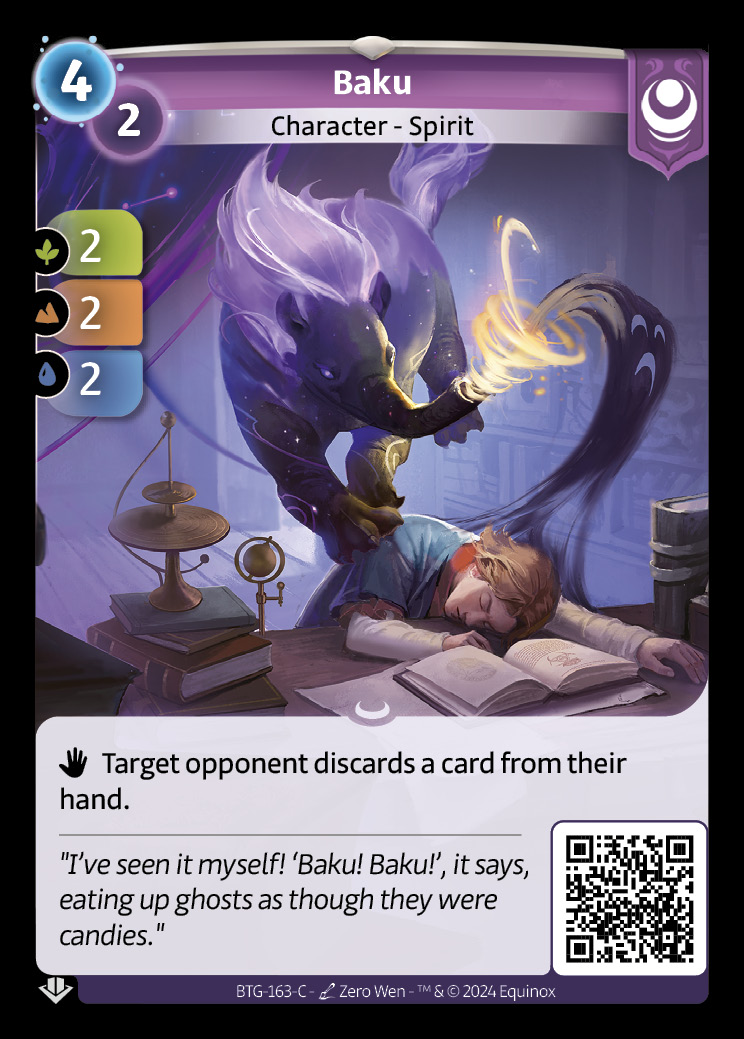 4
Baku
2
Character - Spirit
2
2
2
Target opponent discards a card from their
hand.
"I’ve seen it myself! ‘Baku! Baku!’, it says,
eating up ghosts as though they were
candies."
BTG-163-C - Zero Wen - ™ & © 2024 Equinox